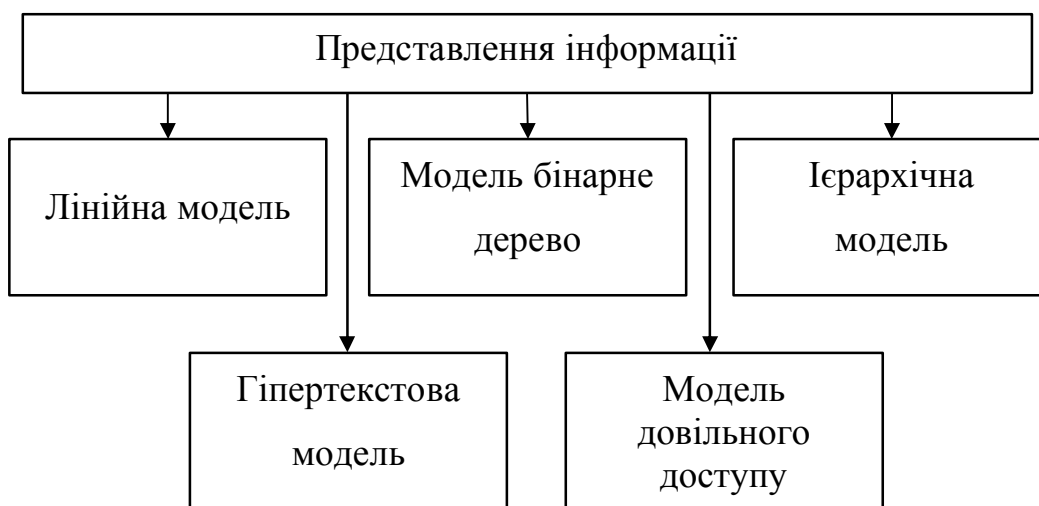 Представлення інформації
Лінійна модель
Модель бінарне
дерево
Ієрархічна
модель
Гіпертекстова
модель
Модель
довільного
доступу